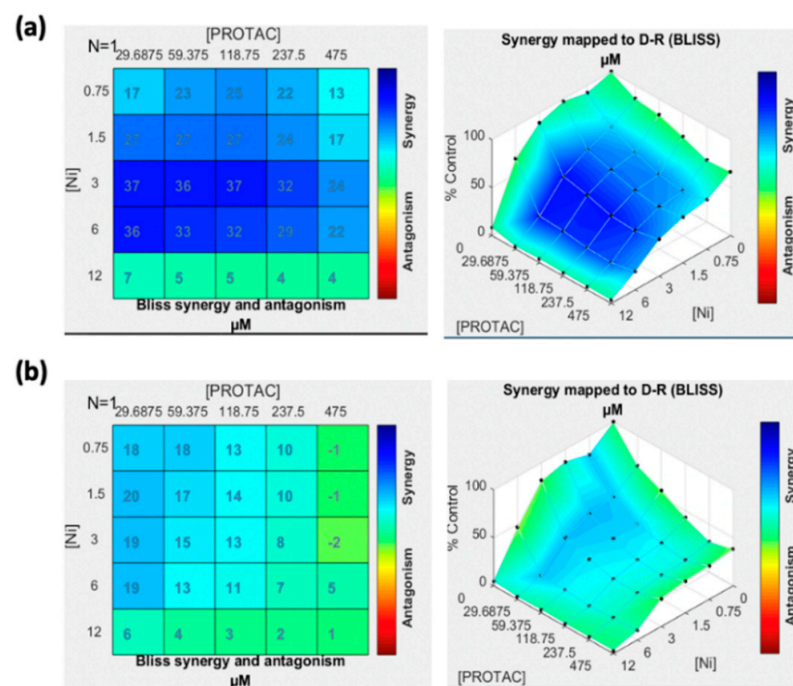 (a)
[PROTAC]
N=1
29.6875 59.375 118.75 237.5 475
0.75 17 23 25 22 13
1.5 27 27 27 24 17
[Ni]
3 37 36 37 32 24
6 36 33 32 29 22
12 7 5 5 4 4
Bliss synergy and antagonism
µM
Synergy
Antagonism
Synergy mapped to D-R (BLISS)
µM
% Control
100
50
0
0
29.6875
59.375
118.75
237.5
475
[PROTAC]
12
6
3
1.5
0.75
0
[Ni]
Synergy
Antagonism
(b)
[PROTAC]
N=1
29.6875 59.375 118.75 237.5 475
0.75 18 18 13 10 -1
1.5 20 17 14 10 -1
[Ni]
3 19 15 13 8 -2
6 19 13 11 7 5
12 6 4 3 2 1
Bliss synergy and antagonism
µM
Synergy
Antagonism
Synergy mapped to D-R (BLISS)
µM
% Control
100
50
0
0
29.6875
59.375
118.75
237.5
475
[PROTAC]
12
6
3
1.5
0.75
0
[Ni]
Synergy
Antagonism